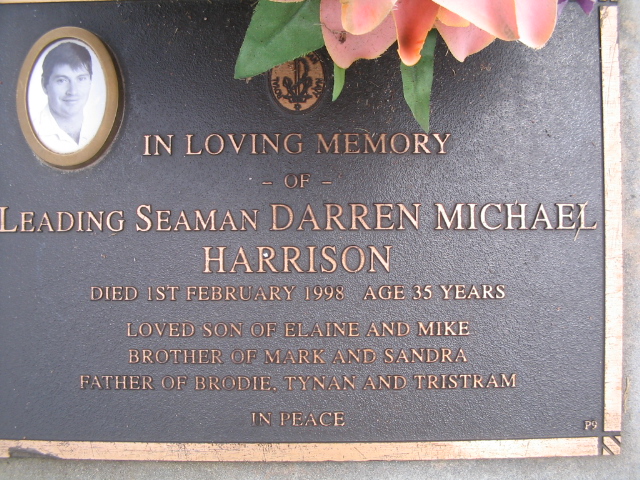 IN LOVING MEMORY
- OF -
LEADING SEAMAN DARREN MICHAEL
HARRISON
DIED 1ST FEBRUARY 1998 AGE 35 YEARS
LOVED SON OF ELAINE AND MIKE
BROTHER OF MARK AND SANDRA
FATHER OF BRODIE, TYNAN AND TRISTRAM
IN PEACE
P9